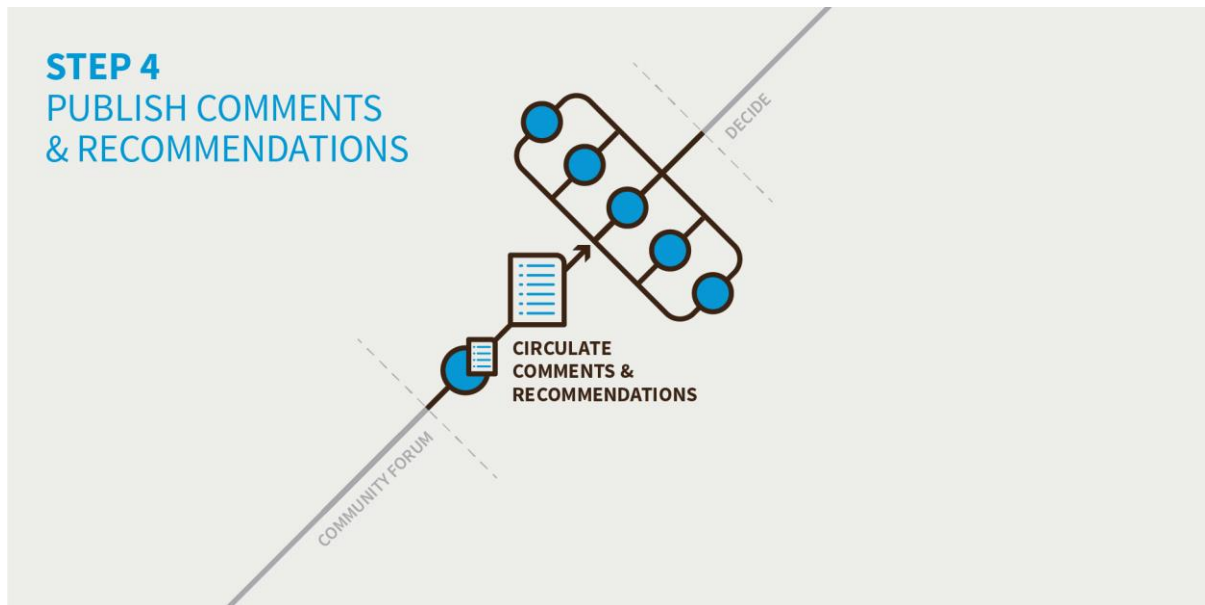 STEP 4
PUBLISH COMMENTS
& RECOMMENDATIONS
DECIDE
CIRCULATE
COMMENTS &
RECOMMENDATIONS
COMMUNITY FORUM